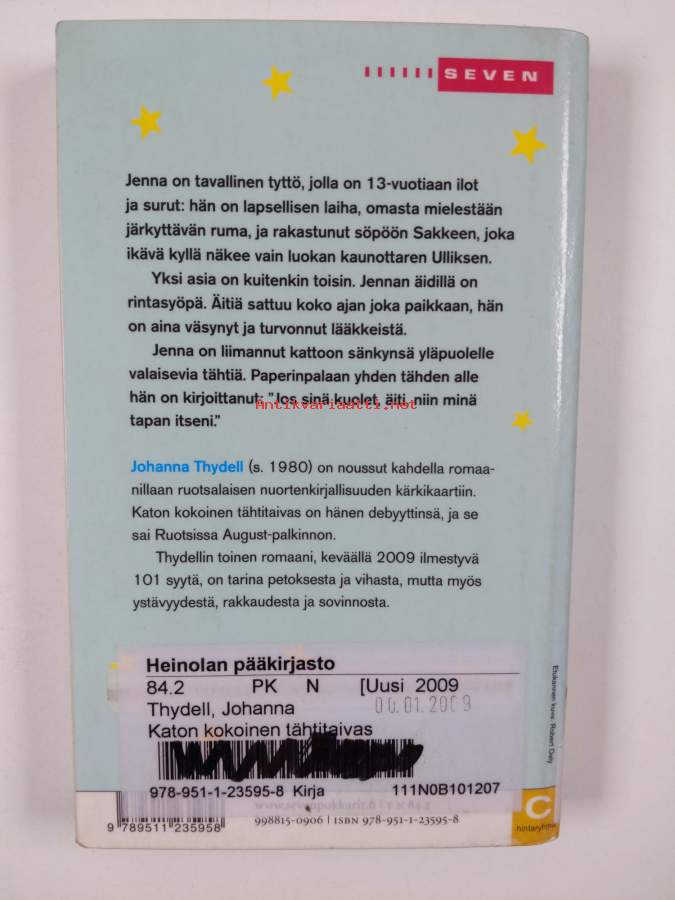 SEVEN
Jenna on tavallinen tyttö, jolla on 13-vuotiaan ilot
ja surut: hän on lapsellisen laiha, omasta mielestään
järkyttävän ruma, ja rakastunut söpöön Sakkeen, joka
ikävä kyllä näkee vain luokan kaunottaren Ulliksen.
Yksi asia on kuitenkin toisin. Jennan äidillä on
rintasyöpä. Äitiä sattuu koko ajan joka paikkaan, hän
on aina väsynyt ja turvonnut lääkkeistä.
Jenna on liimannut kattoon sänkynsä yläpuolelle
valaisevia tähtiä. Paperinpalaan yhden tähden alle
hän on kirjoittanut: "Jos sinä kuolet, äiti, niin minä
Antikvariaatti.net
tapan itseni."
Johanna Thydell (s. 1980) on noussut kahdella romaa-
nillaan ruotsalaisen nuortenkirjallisuuden kärkikaartiin.
Katon kokoinen tähtitaivas on hänen debyyttinsä, ja se
sai Ruotsissa August-palkinnon.
Thydellin toinen romaani, keväällä 2009 ilmestyvä
101 syytä, on tarina petoksesta ja vihasta, mutta myös
ystävyydestä, rakkaudesta ja sovinnosta.
Heinolan pääkirjasto
84.2 PK N [Uusi 2009
Thydell, Johanna
Katon kokoinen tähtitaivas
978-951-1-23595-8 Kirja 111N0B101207
9 789511 235958
998815-0906 | ISBN 978-951-1-23595-8
Etukannen kuva: Robert Daly
C